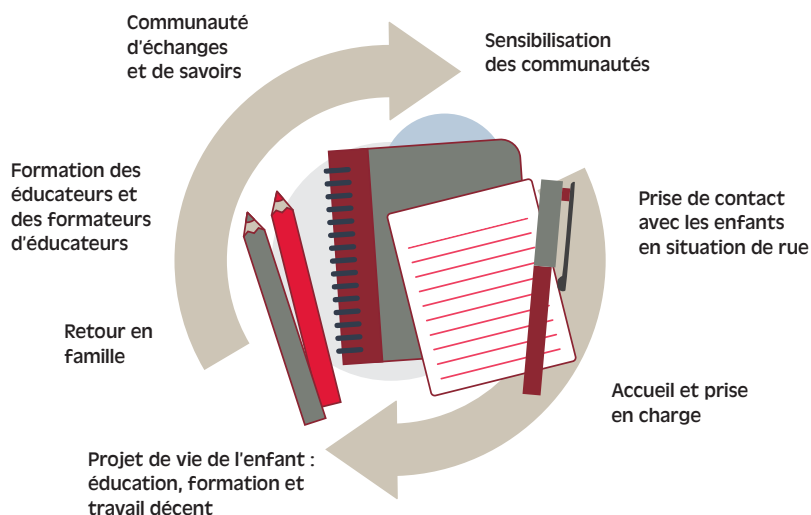 Communauté
d'échanges
et de savoirs
Sensibilisation
des communautés
Prise de contact
avec les enfants
en situation de rue
Accueil et prise
en charge
Projet de vie de l'enfant :
éducation, formation et
travail décent
Retour en
famille
Formation des
éducateurs et
des formateurs
d'éducateurs